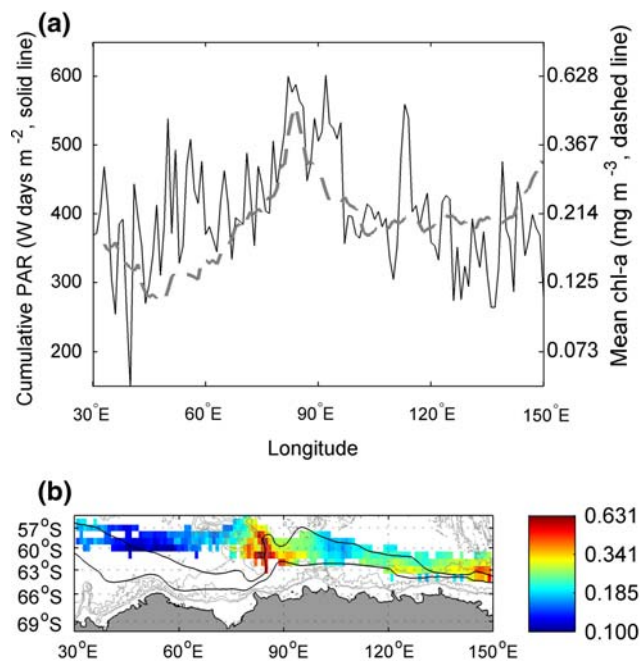 (a)
Cumulative PAR (W days m⁻², solid line)
600
500
400
300
200
0.628
0.367
0.214
0.125
0.073
Mean chl-a (mg m⁻³, dashed line)
30°E
60°E
90°E
120°E
150°E
Longitude
(b)
57°S
60°S
63°S
66°S
69°S
30°E
60°E
90°E
120°E
150°E
0.631
0.341
0.185
0.100